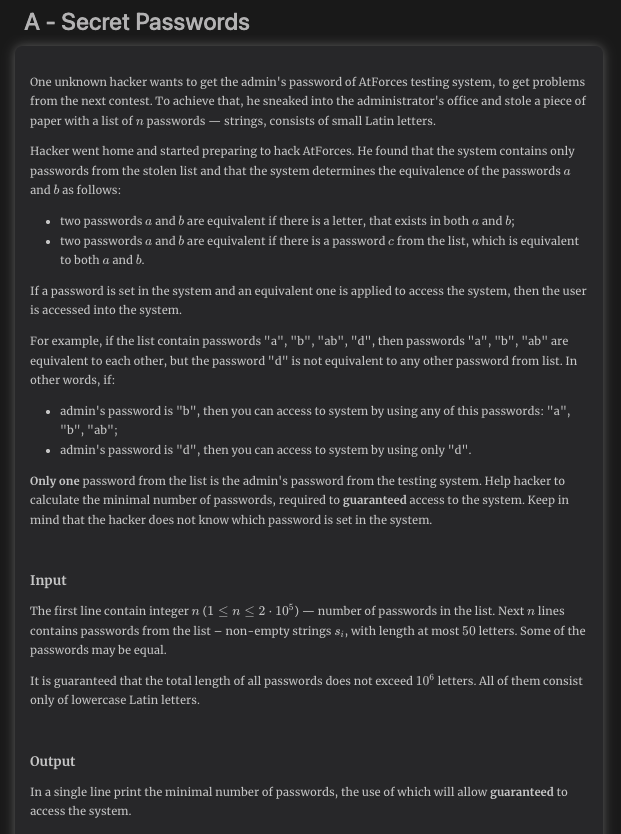 A - Secret Passwords
One unknown hacker wants to get the admin's password of AtForces testing system, to get problems
from the next contest. To achieve that, he sneaked into the administrator's office and stole a piece of
paper with a list of n passwords — strings, consists of small Latin letters.
Hacker went home and started preparing to hack AtForces. He found that the system contains only
passwords from the stolen list and that the system determines the equivalence of the passwords a
and b as follows:
• two passwords a and b are equivalent if there is a letter, that exists in both a and b;
• two passwords a and b are equivalent if there is a password c from the list, which is equivalent
to both a and b.
If a password is set in the system and an equivalent one is applied to access the system, then the user
is accessed into the system.
For example, if the list contain passwords "a", "b", "ab", "d", then passwords "a", "b", "ab" are
equivalent to each other, but the password "d" is not equivalent to any other password from list. In
other words, if:
• admin's password is "b", then you can access to system by using any of this passwords: "a",
"b", "ab";
• admin's password is "d", then you can access to system by using only "d".
Only one password from the list is the admin's password from the testing system. Help hacker to
calculate the minimal number of passwords, required to guaranteed access to the system. Keep in
mind that the hacker does not know which password is set in the system.
Input
The first line contain integer n (1 ≤ n ≤ 2 · 10⁵) — number of passwords in the list. Next n lines
contains passwords from the list – non-empty strings sᵢ, with length at most 50 letters. Some of the
passwords may be equal.
It is guaranteed that the total length of all passwords does not exceed 10⁶ letters. All of them consist
only of lowercase Latin letters.
Output
In a single line print the minimal number of passwords, the use of which will allow guaranteed to
access the system.